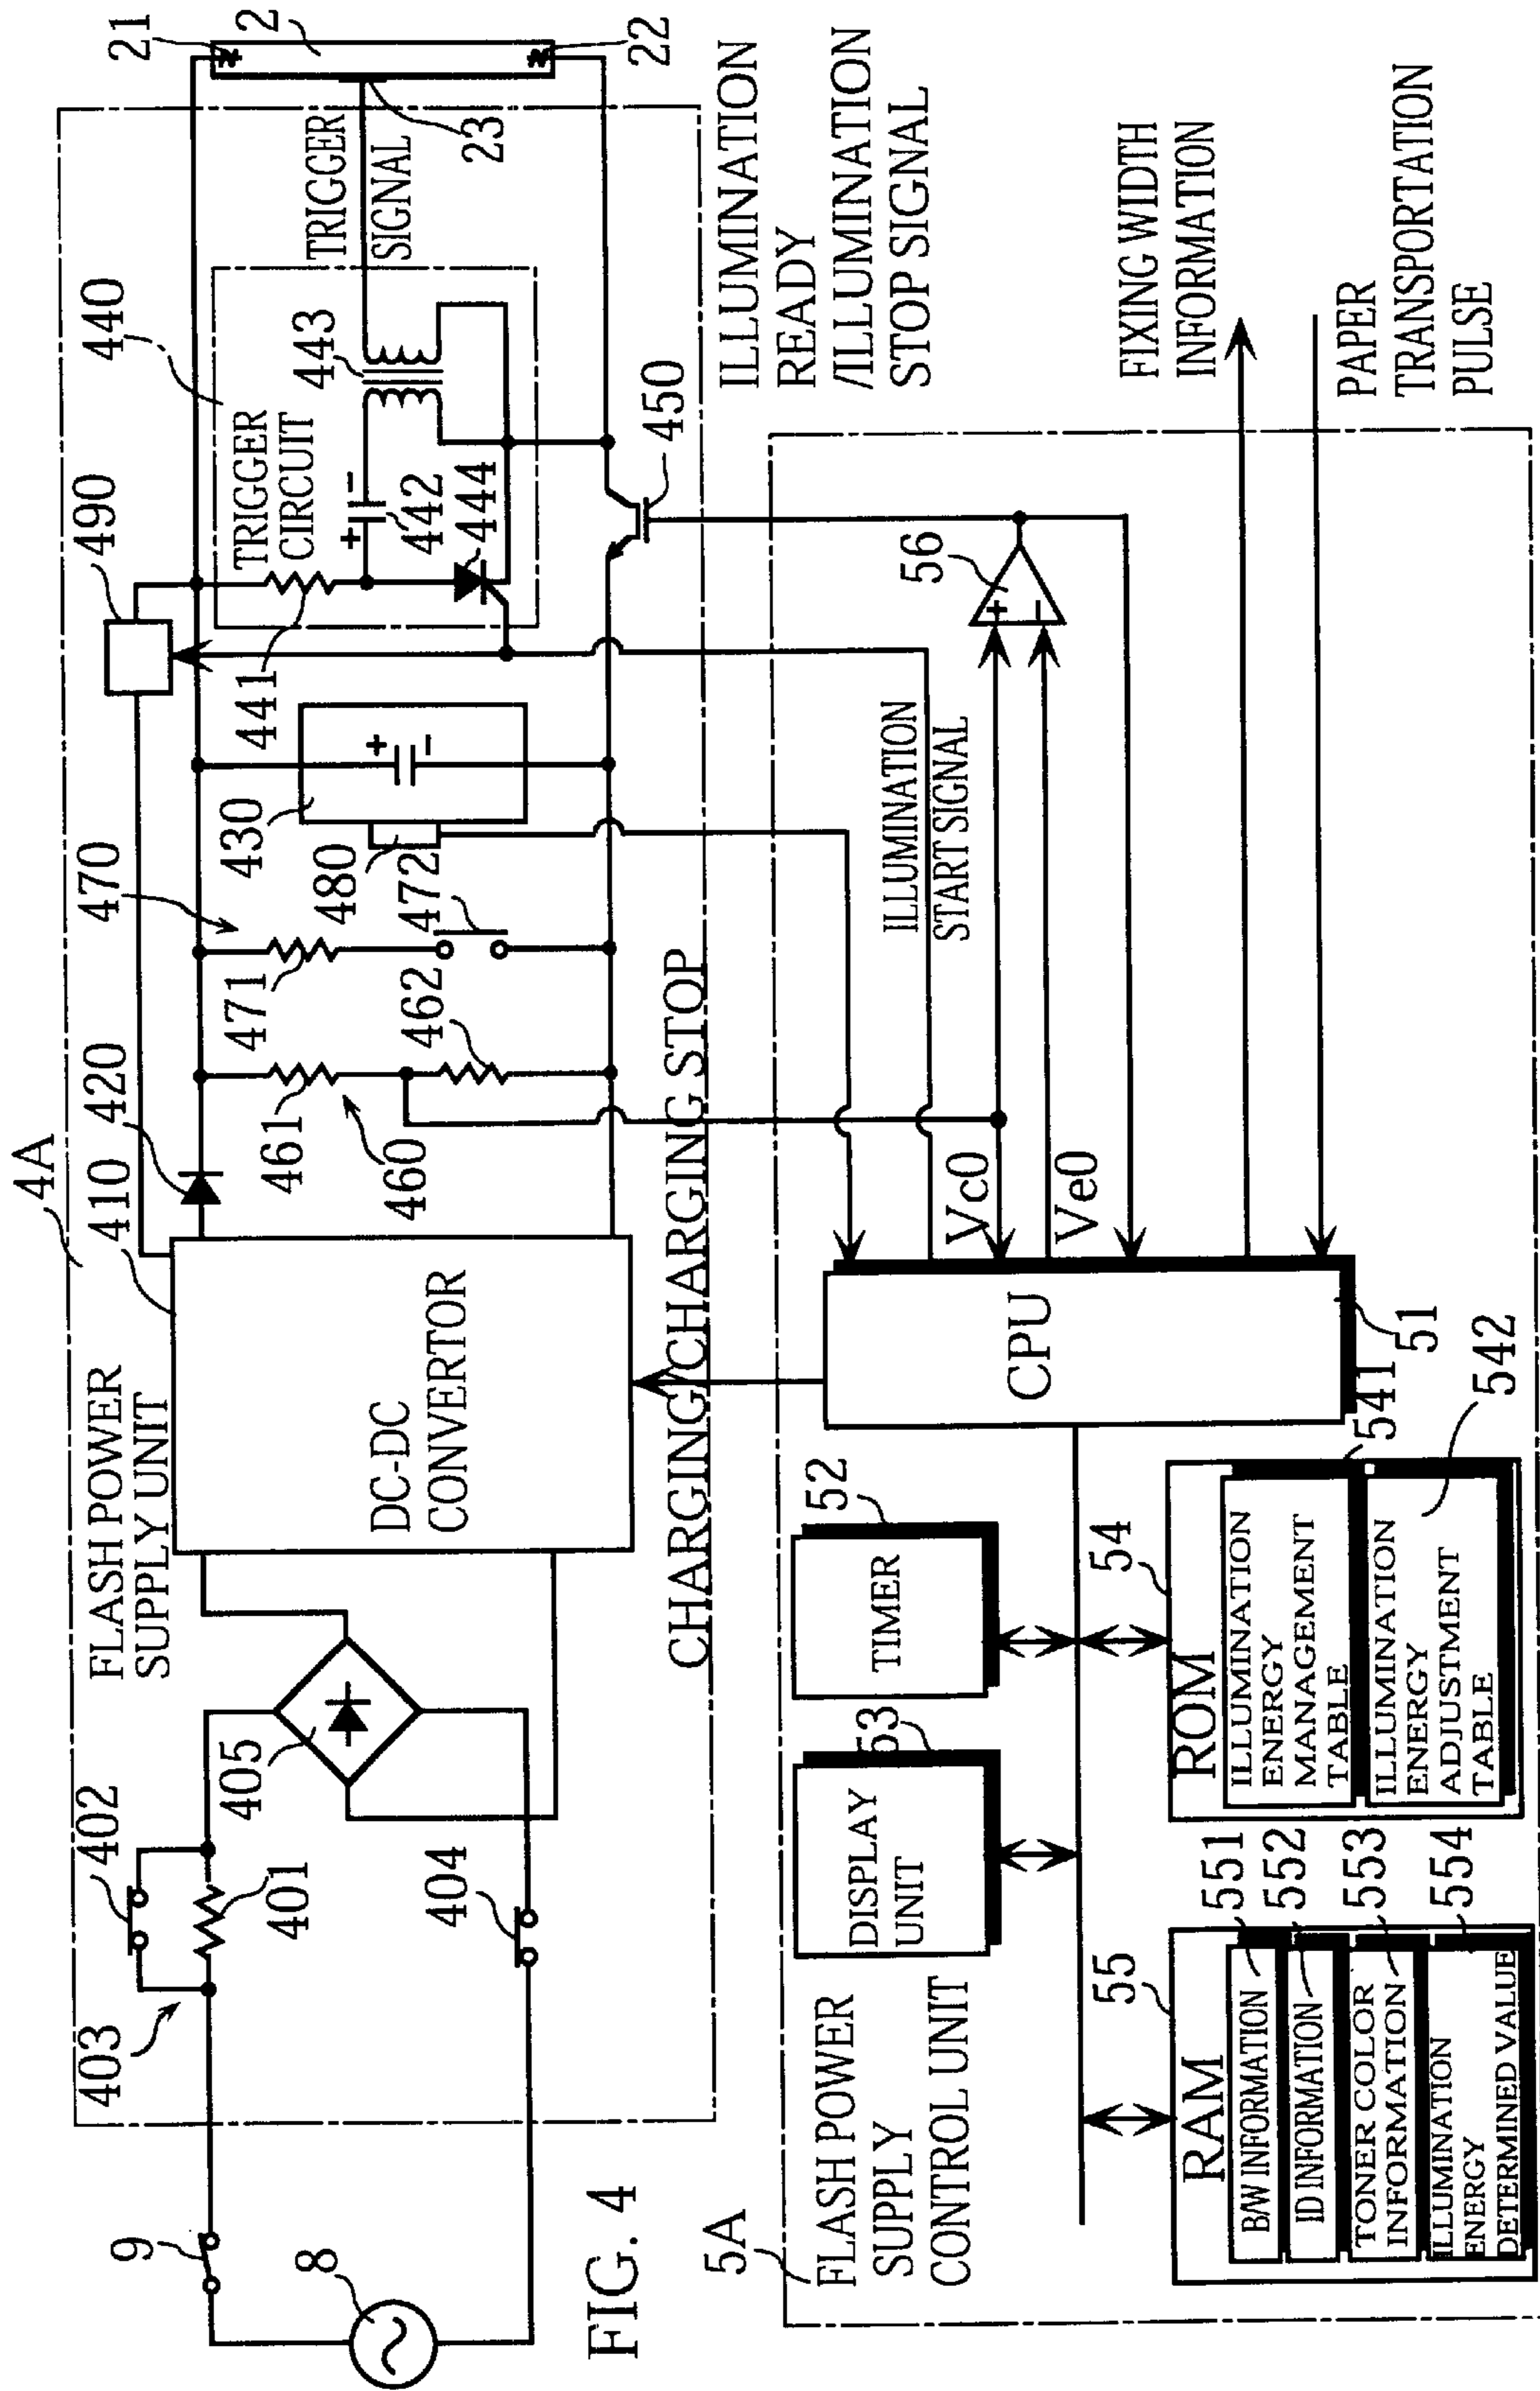 FIG. 4
4A
FLASH POWER
SUPPLY UNIT
8
9
403
402
401
404
405
410
DC-DC
CONVERTOR
420
461
462
460
470
471
472
430
+
−
480
490
441
440
TRIGGER
CIRCUIT
+
−
442
443
444
TRIGGER
SIGNAL
21
2
22
23
450
CHARGING/CHARGING STOP
ILLUMINATION
READY
/ILLUMINATION
STOP SIGNAL
5A
FLASH POWER
SUPPLY
CONTROL UNIT
DISPLAY
UNIT
53
TIMER
52
CPU
51
Vc0
Ve0
ILLUMINATION
START SIGNAL
56
+
−
FIXING WIDTH
INFORMATION
PAPER
TRANSPORTATION
PULSE
55
RAM
B/W INFORMATION
551
ID INFORMATION
552
TONER COLOR
INFORMATION
553
ILLUMINATION
ENERGY
DETERMINED VALUE
554
54
ROM
ILLUMINATION
ENERGY
MANAGEMENT
TABLE
541
ILLUMINATION
ENERGY
ADJUSTMENT
TABLE
542